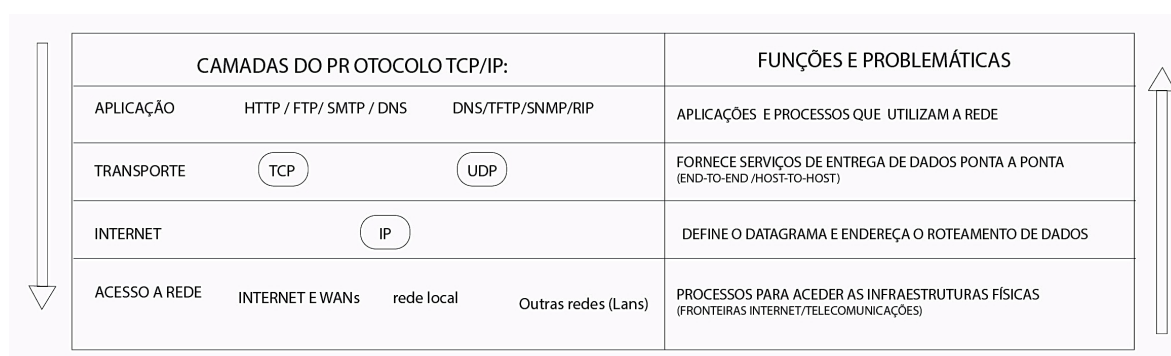 CAMADAS DO PR OTOCOLO TCP/IP:
FUNÇÕES E PROBLEMÁTICAS
APLICAÇÃO HTTP / FTP/ SMTP / DNS DNS/TFTP/SNMP/RIP
APLICAÇÕES E PROCESSOS QUE UTILIZAM A REDE
TRANSPORTE TCP UDP
FORNECE SERVIÇOS DE ENTREGA DE DADOS PONTA A PONTA
(END-TO-END /HOST-TO-HOST)
INTERNET IP
DEFINE O DATAGRAMA E ENDEREÇA O ROTEAMENTO DE DADOS
ACESSO A REDE INTERNET E WANs rede local Outras redes (Lans)
PROCESSOS PARA ACEDER AS INFRAESTRUTURAS FÍSICAS
(FRONTEIRAS INTERNET/TELECOMUNICAÇÕES)